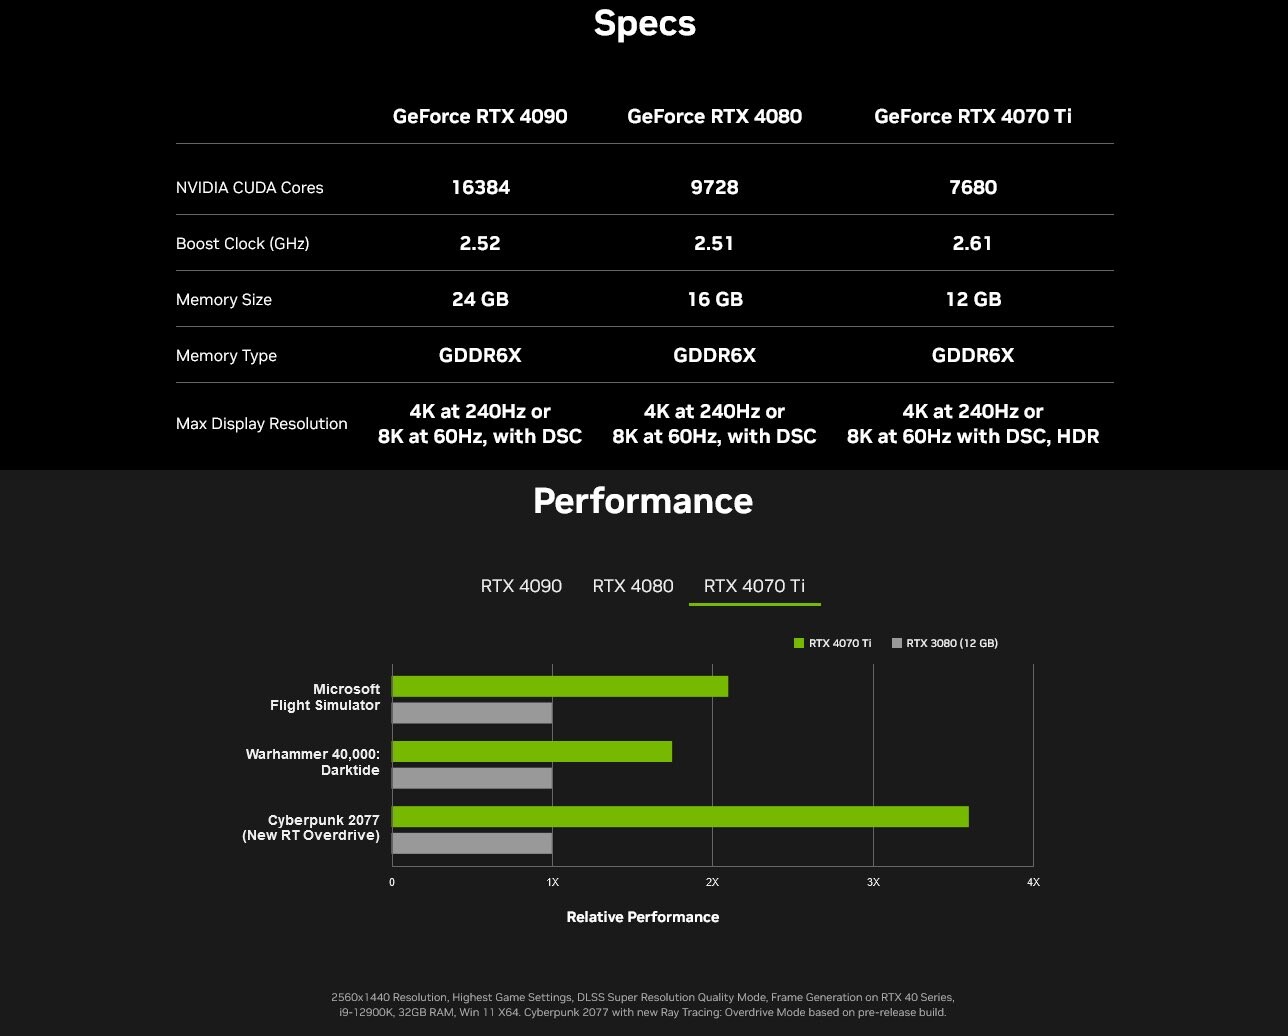 Specs
GeForce RTX 4090 GeForce RTX 4080 GeForce RTX 4070 Ti
NVIDIA CUDA Cores 16384 9728 7680
Boost Clock (GHz) 2.52 2.51 2.61
Memory Size 24 GB 16 GB 12 GB
Memory Type GDDR6X GDDR6X GDDR6X
Max Display Resolution
4K at 240Hz or
8K at 60Hz, with DSC
4K at 240Hz or
8K at 60Hz, with DSC
4K at 240Hz or
8K at 60Hz with DSC, HDR
Performance
RTX 4090 RTX 4080 RTX 4070 Ti
RTX 4070 Ti RTX 3080 (12 GB)
Microsoft
Flight Simulator
Warhammer 40,000:
Darktide
Cyberpunk 2077
(New RT Overdrive)
0 1X 2X 3X 4X
Relative Performance
2560x1440 Resolution, Highest Game Settings, DLSS Super Resolution Quality Mode, Frame Generation on RTX 40 Series,
i9-12900K, 32GB RAM, Win 11 X64. Cyberpunk 2077 with new Ray Tracing: Overdrive Mode based on pre-release build.